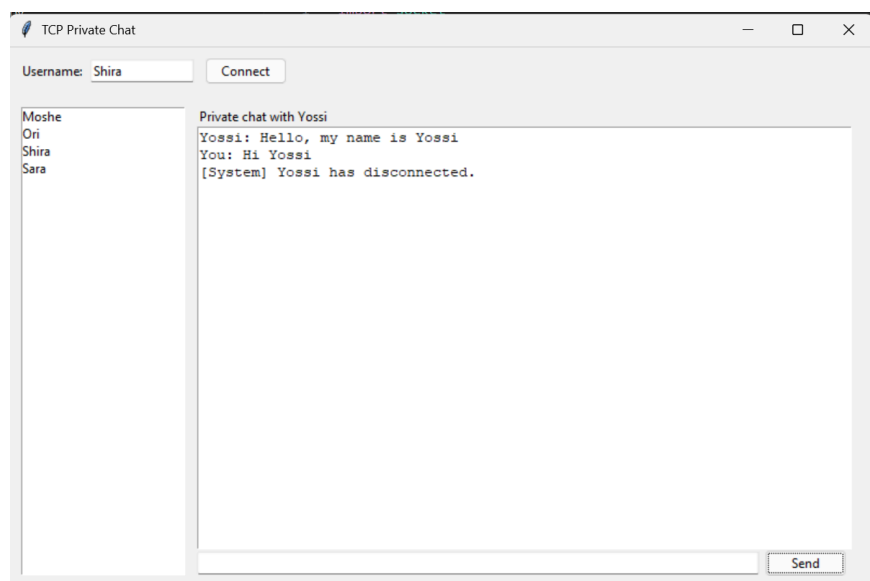 TCP Private Chat
Username: Shira Connect
Moshe
Ori
Shira
Sara
Private chat with Yossi
Yossi: Hello, my name is Yossi
You: Hi Yossi
[System] Yossi has disconnected.
Send